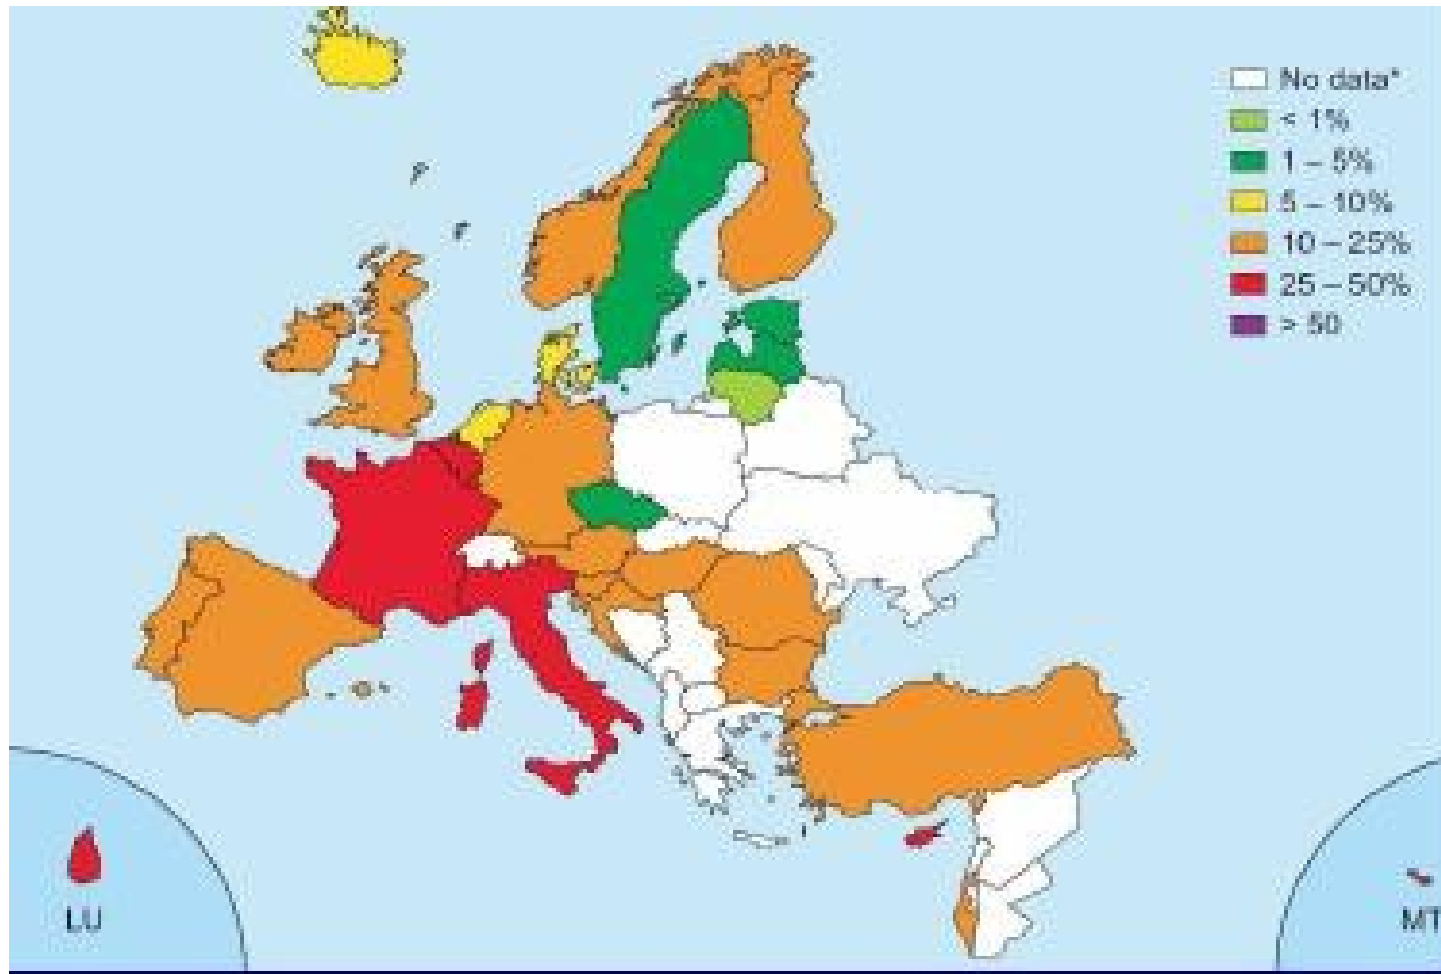 No data*
< 1%
1 – 5%
5 – 10%
10 – 25%
25 – 50%
> 50
LU
MT